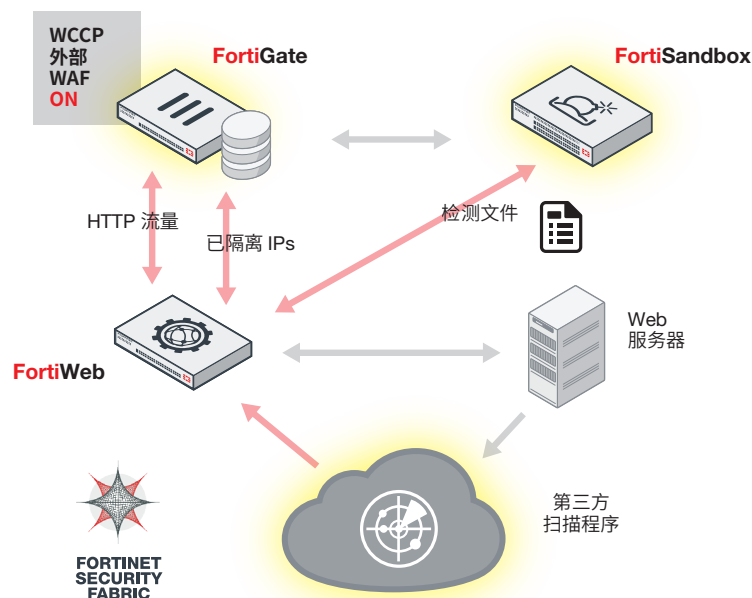 WCCP
外部
WAF
ON
FortiGate
FortiSandbox
HTTP 流量
已隔离 IPs
检测文件
Web
服务器
FortiWeb
第三方
扫描程序
FORTINET
SECURITY
FABRIC